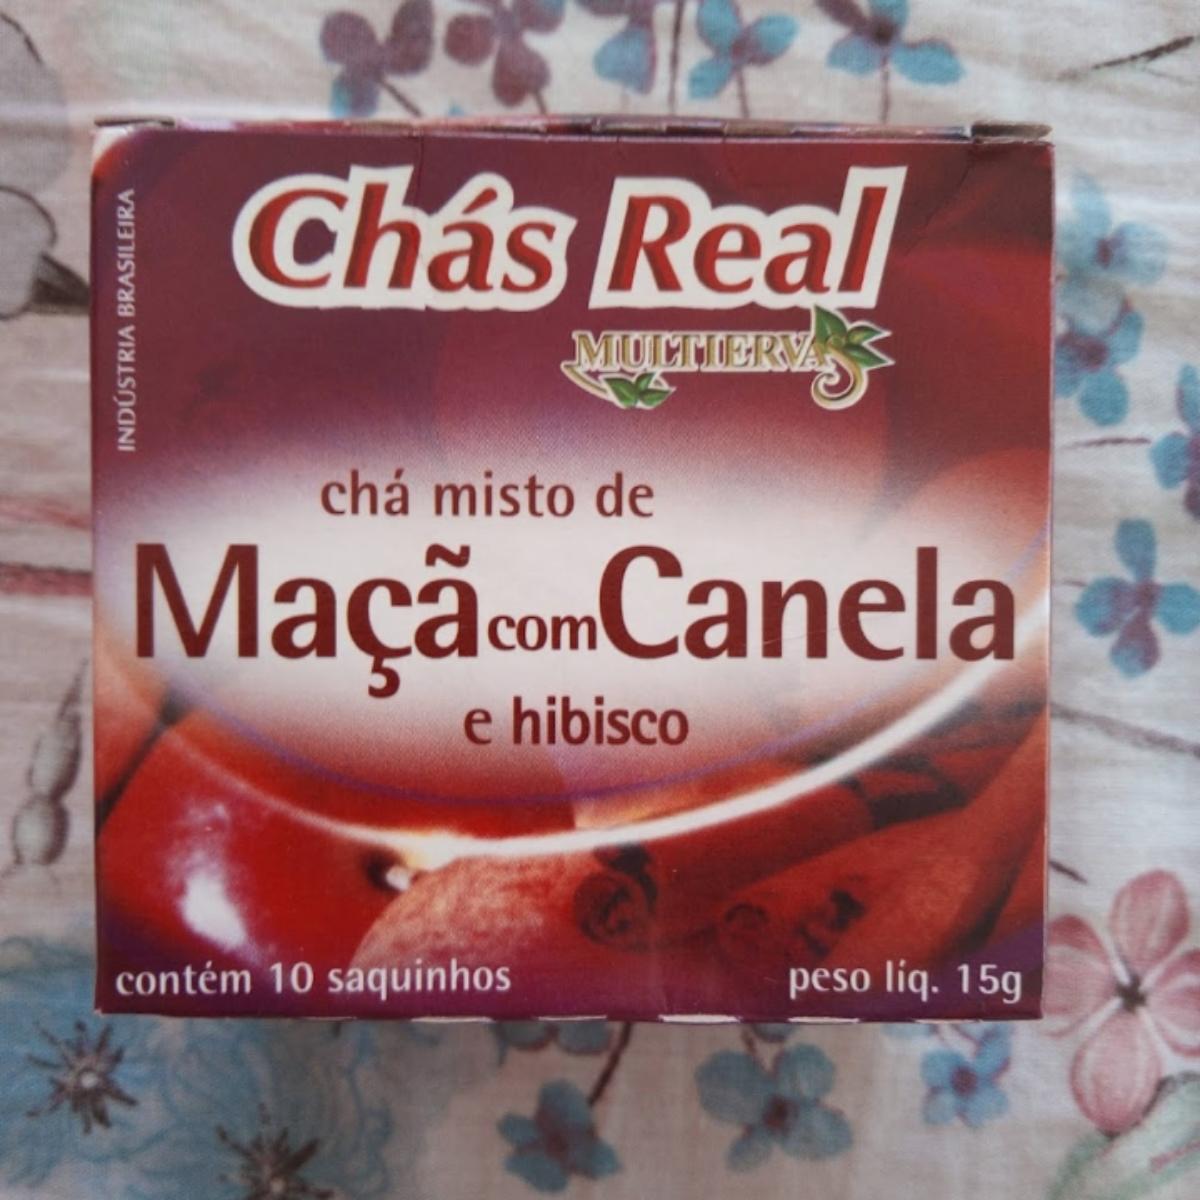 Chás Real
MULTIERVAS
INDÚSTRIA BRASILEIRA
chá misto de
Maçã com Canela
e hibisco
contém 10 saquinhos
peso líq. 15g